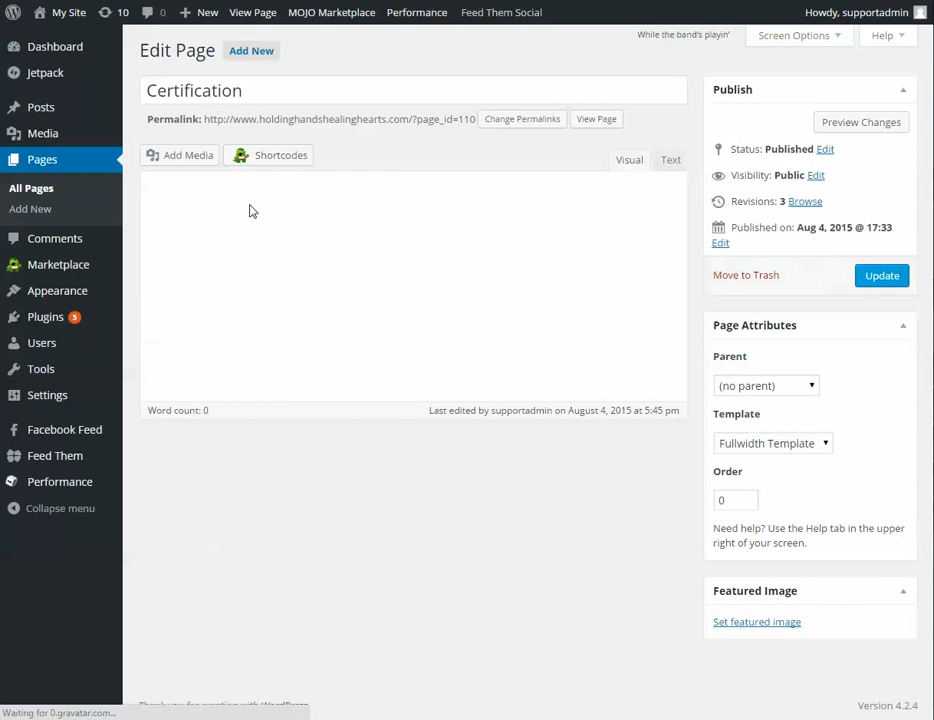 My Site 10 0 New View Page MOJO Marketplace Performance Feed Them Social Howdy, supportadmin
While the band's playin' Screen Options Help
Edit Page Add New
Dashboard
Jetpack
Posts
Media
Pages
All Pages
Add New
Comments
Marketplace
Appearance
Plugins 5
Users
Tools
Settings
Facebook Feed
Feed Them
Performance
Collapse menu
Certification
Permalink: http://www.holdinghandshealinghearts.com/?page_id=110 Change Permalinks View Page
Add Media Shortcodes Visual Text
Word count: 0 Last edited by supportadmin on August 4, 2015 at 5:45 pm
Publish
Preview Changes
Status: Published Edit
Visibility: Public Edit
Revisions: 3 Browse
Published on: Aug 4, 2015 @ 17:33
Edit
Move to Trash Update
Page Attributes
Parent
(no parent)
Template
Fullwidth Template
Order
0
Need help? Use the Help tab in the upper
right of your screen.
Featured Image
Set featured image
Version 4.2.4
Waiting for 0.gravatar.com...